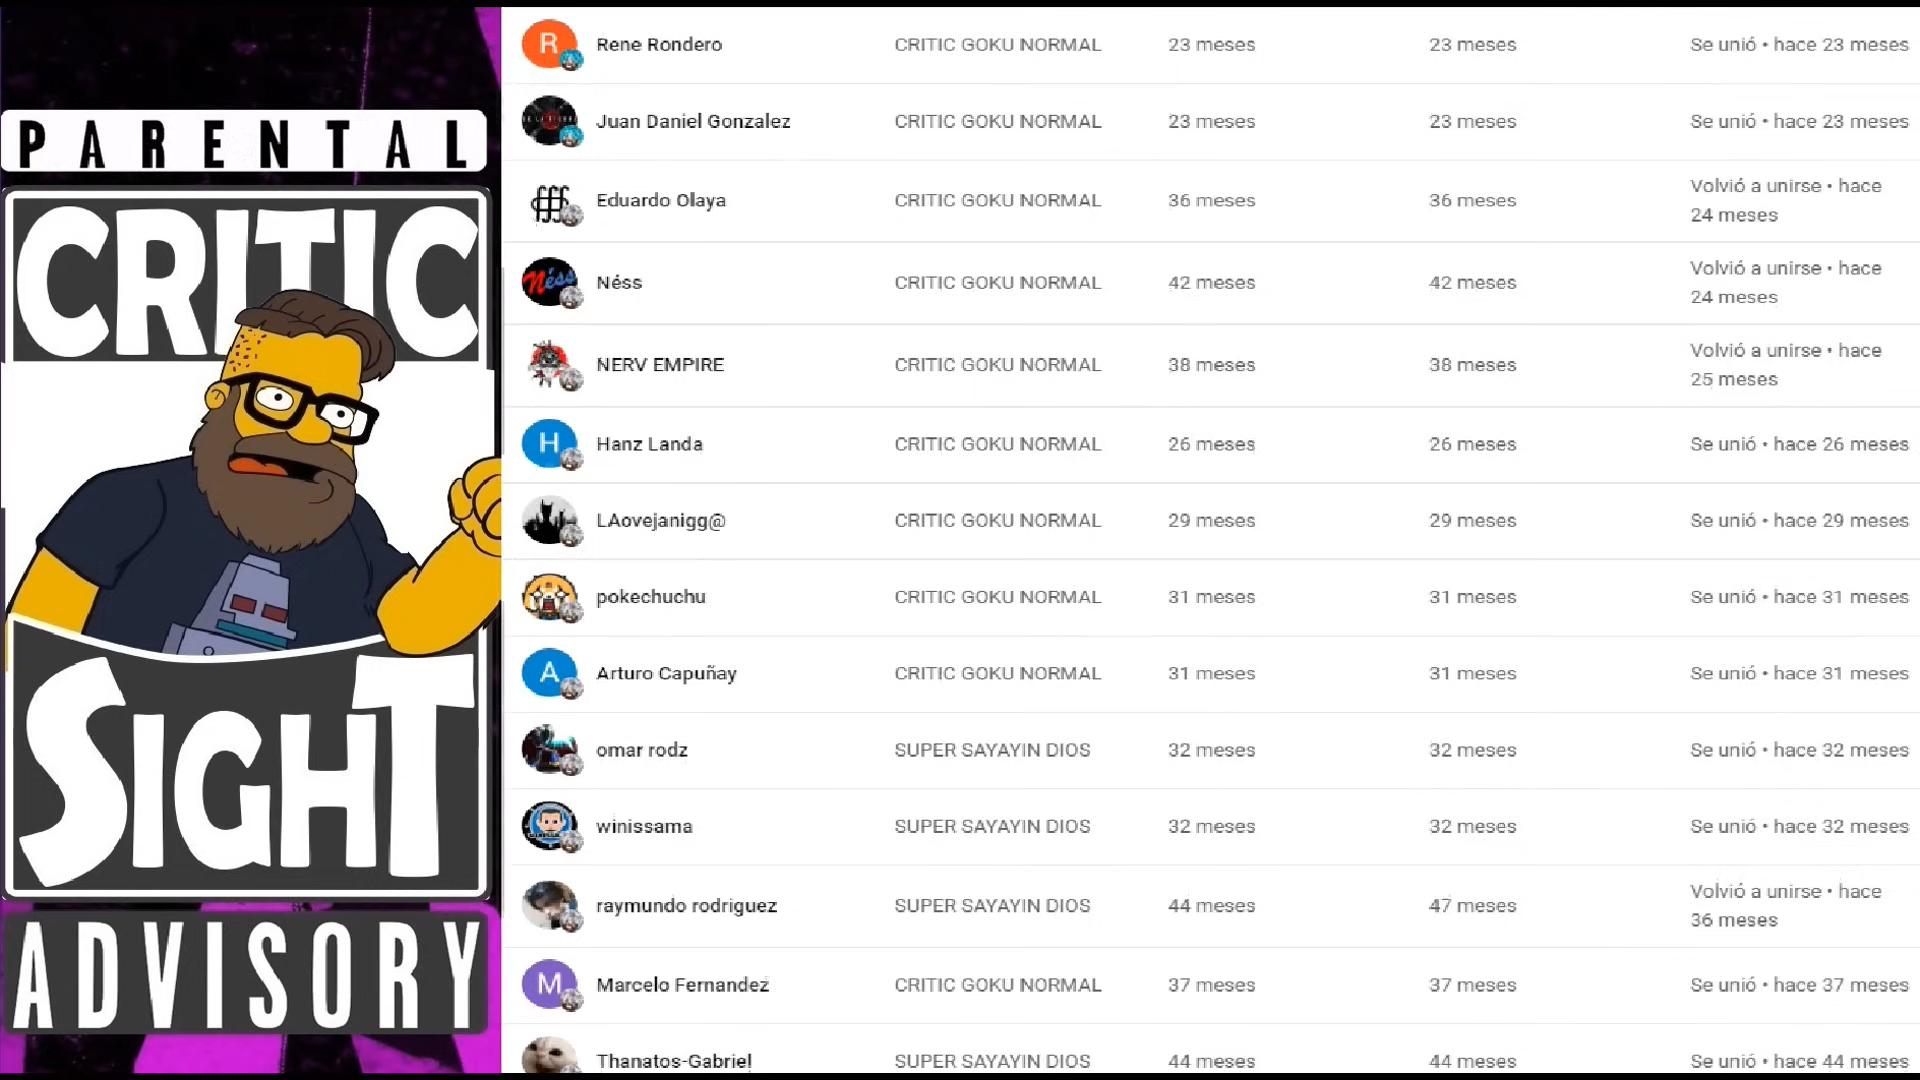 PARENTAL
CRITIC
SIGHT
ADVISORY
R Rene Rondero CRITIC GOKU NORMAL 23 meses 23 meses Se unió • hace 23 meses
Juan Daniel Gonzalez CRITIC GOKU NORMAL 23 meses 23 meses Se unió • hace 23 meses
Eduardo Olaya CRITIC GOKU NORMAL 36 meses 36 meses Volvió a unirse • hace
24 meses
Néss Néss CRITIC GOKU NORMAL 42 meses 42 meses Volvió a unirse • hace
24 meses
NERV EMPIRE CRITIC GOKU NORMAL 38 meses 38 meses Volvió a unirse • hace
25 meses
H Hanz Landa CRITIC GOKU NORMAL 26 meses 26 meses Se unió • hace 26 meses
LAovejanigg@ CRITIC GOKU NORMAL 29 meses 29 meses Se unió • hace 29 meses
pokechuchu CRITIC GOKU NORMAL 31 meses 31 meses Se unió • hace 31 meses
A Arturo Capuñay CRITIC GOKU NORMAL 31 meses 31 meses Se unió • hace 31 meses
omar rodz SUPER SAYAYIN DIOS 32 meses 32 meses Se unió • hace 32 meses
winissama SUPER SAYAYIN DIOS 32 meses 32 meses Se unió • hace 32 meses
raymundo rodriguez SUPER SAYAYIN DIOS 44 meses 47 meses Volvió a unirse • hace
36 meses
M Marcelo Fernandez CRITIC GOKU NORMAL 37 meses 37 meses Se unió • hace 37 meses
Thanatos-Gabriel SUPER SAYAYIN DIOS 44 meses 44 meses Se unió • hace 44 meses